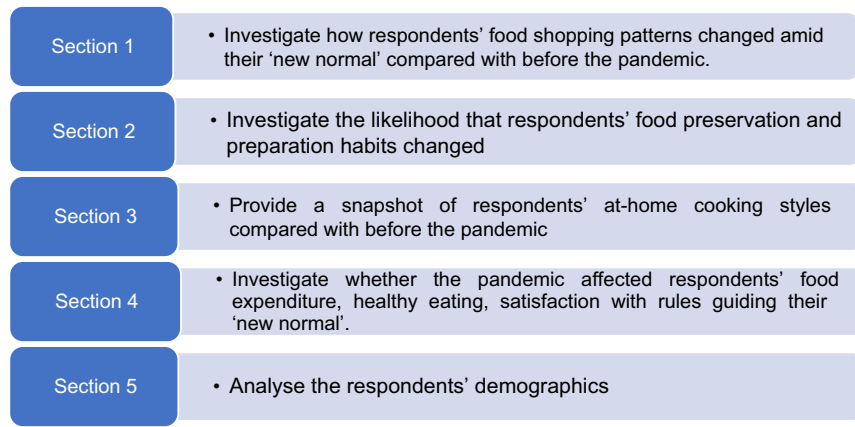 Section 1
• Investigate how respondents’ food shopping patterns changed amid
their ‘new normal’ compared with before the pandemic.
Section 2
• Investigate the likelihood that respondents’ food preservation and
preparation habits changed
Section 3
• Provide a snapshot of respondents’ at-home cooking styles
compared with before the pandemic
Section 4
• Investigate whether the pandemic affected respondents’ food
expenditure, healthy eating, satisfaction with rules guiding their
‘new normal’.
Section 5
• Analyse the respondents’ demographics